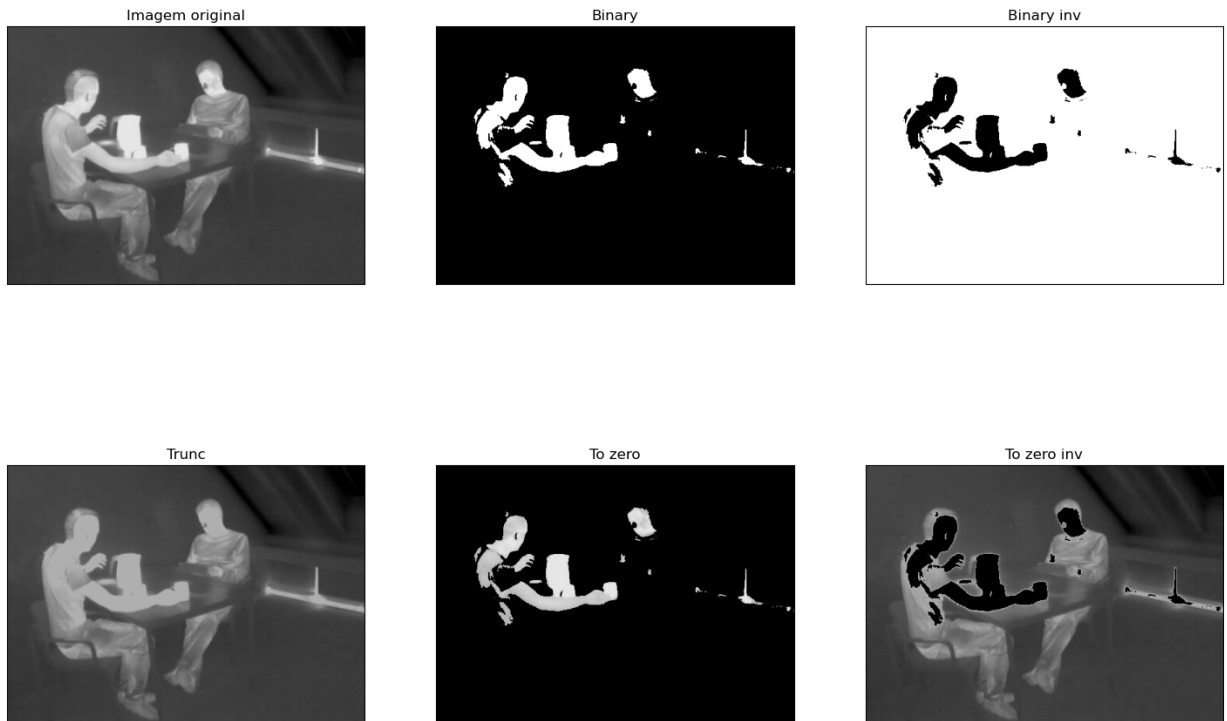 Imagem original
Binary
Binary inv
Trunc
To zero
To zero inv